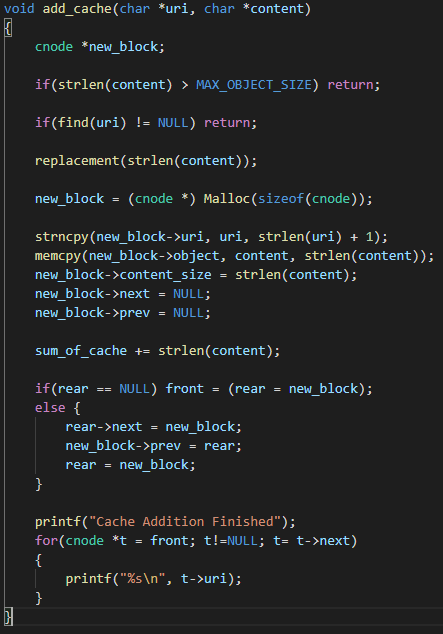 void add_cache(char *uri, char *content)
{
    cnode *new_block;

    if(strlen(content) > MAX_OBJECT_SIZE) return;

    if(find(uri) != NULL) return;

    replacement(strlen(content));

    new_block = (cnode *) Malloc(sizeof(cnode));

    strncpy(new_block->uri, uri, strlen(uri) + 1);
    memcpy(new_block->object, content, strlen(content));
    new_block->content_size = strlen(content);
    new_block->next = NULL;
    new_block->prev = NULL;

    sum_of_cache += strlen(content);

    if(rear == NULL) front = (rear = new_block);
    else {
        rear->next = new_block;
        new_block->prev = rear;
        rear = new_block;
    }

    printf("Cache Addition Finished");
    for(cnode *t = front; t!=NULL; t= t->next)
    {
        printf("%s\n", t->uri);
    }
}